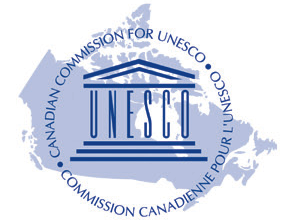 CANADIAN COMMISSION FOR UNESCO •
UNESCO
• COMMISSION CANADIENNE POUR L'UNESCO